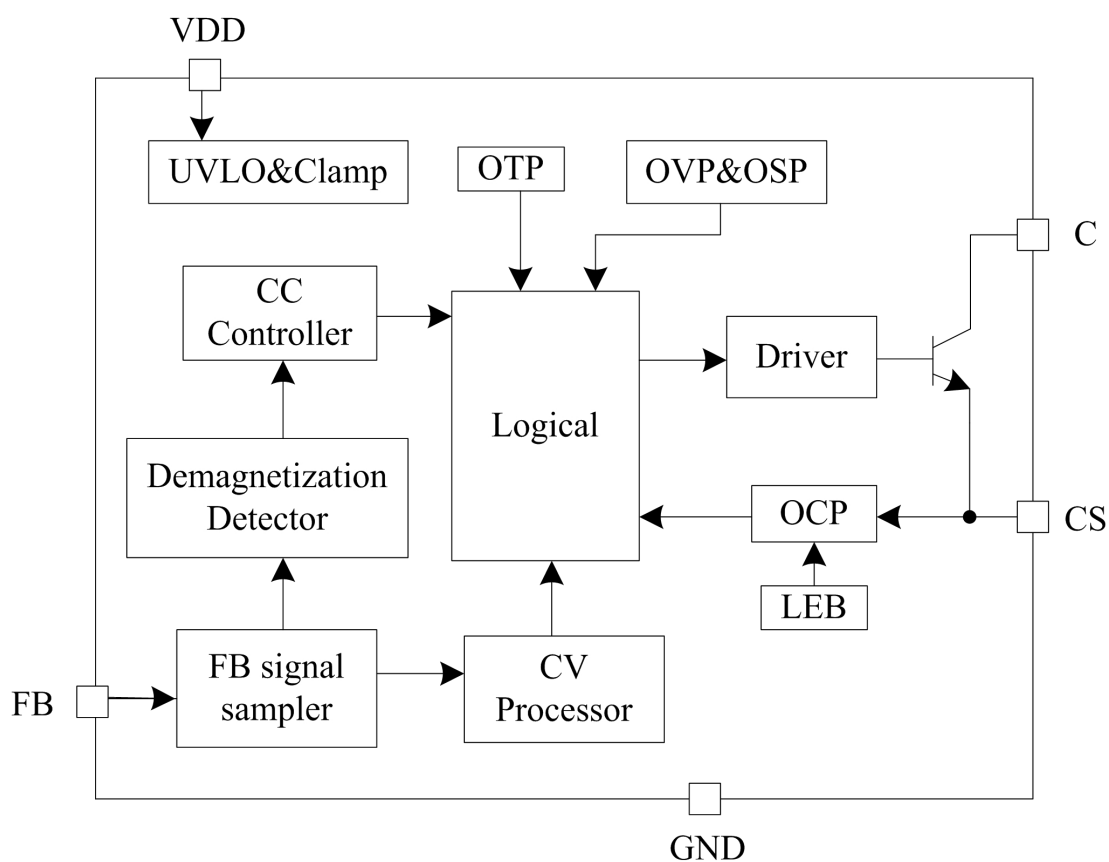 VDD
UVLO&Clamp
OTP
OVP&OSP
C
CC
Controller
Driver
Logical
Demagnetization
Detector
OCP
CS
LEB
FB signal
sampler
CV
Processor
FB
GND